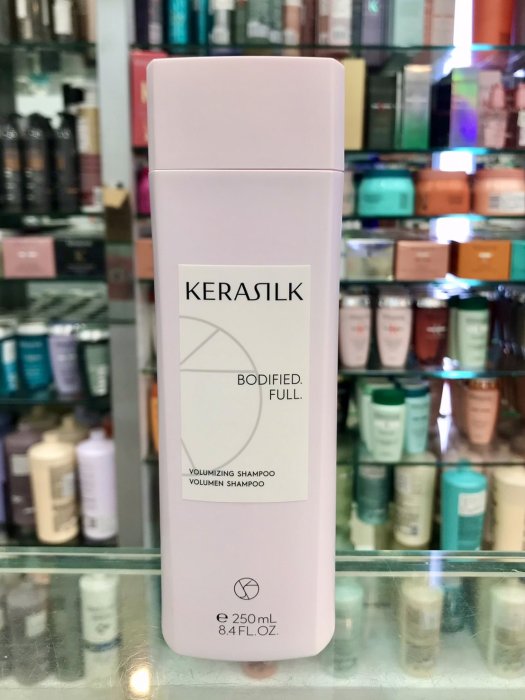 KERASILK
BODIFIED.
FULL.
VOLUMIZING SHAMPOO
VOLUMEN SHAMPOO
℮ 250 mL
8.4 FL.OZ.